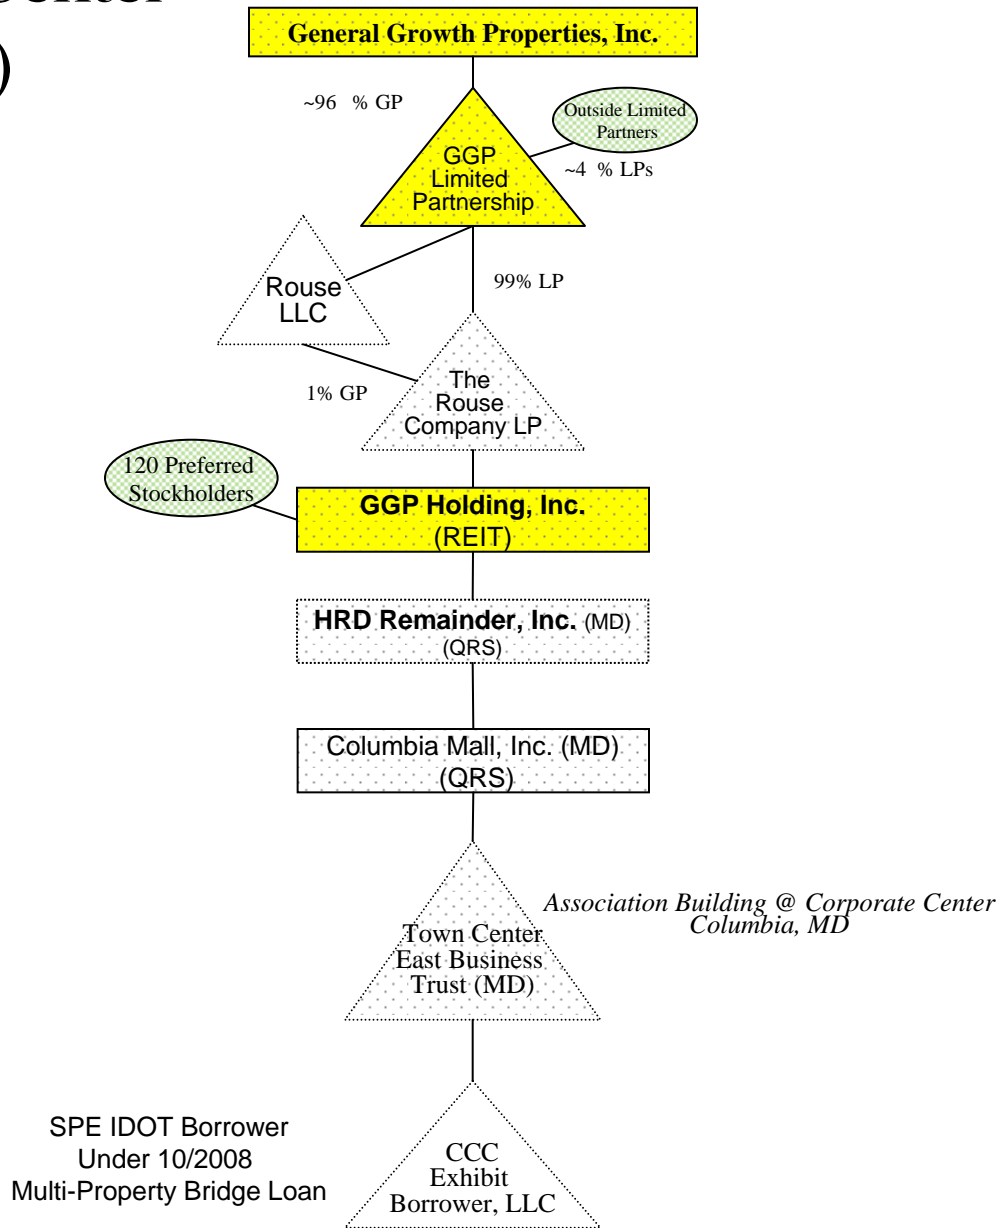 )
General Growth Properties, Inc.
~96 % GP
Outside Limited
Partners
~4 % LPs
GGP
Limited
Partnership
Rouse
LLC
99% LP
1% GP
The
Rouse
Company LP
120 Preferred
Stockholders
GGP Holding, Inc.
(REIT)
HRD Remainder, Inc. (MD)
(QRS)
Columbia Mall, Inc. (MD)
(QRS)
Town Center
East Business
Trust (MD)
Association Building @ Corporate Center
Columbia, MD
SPE IDOT Borrower
Under 10/2008
Multi-Property Bridge Loan
CCC
Exhibit
Borrower, LLC